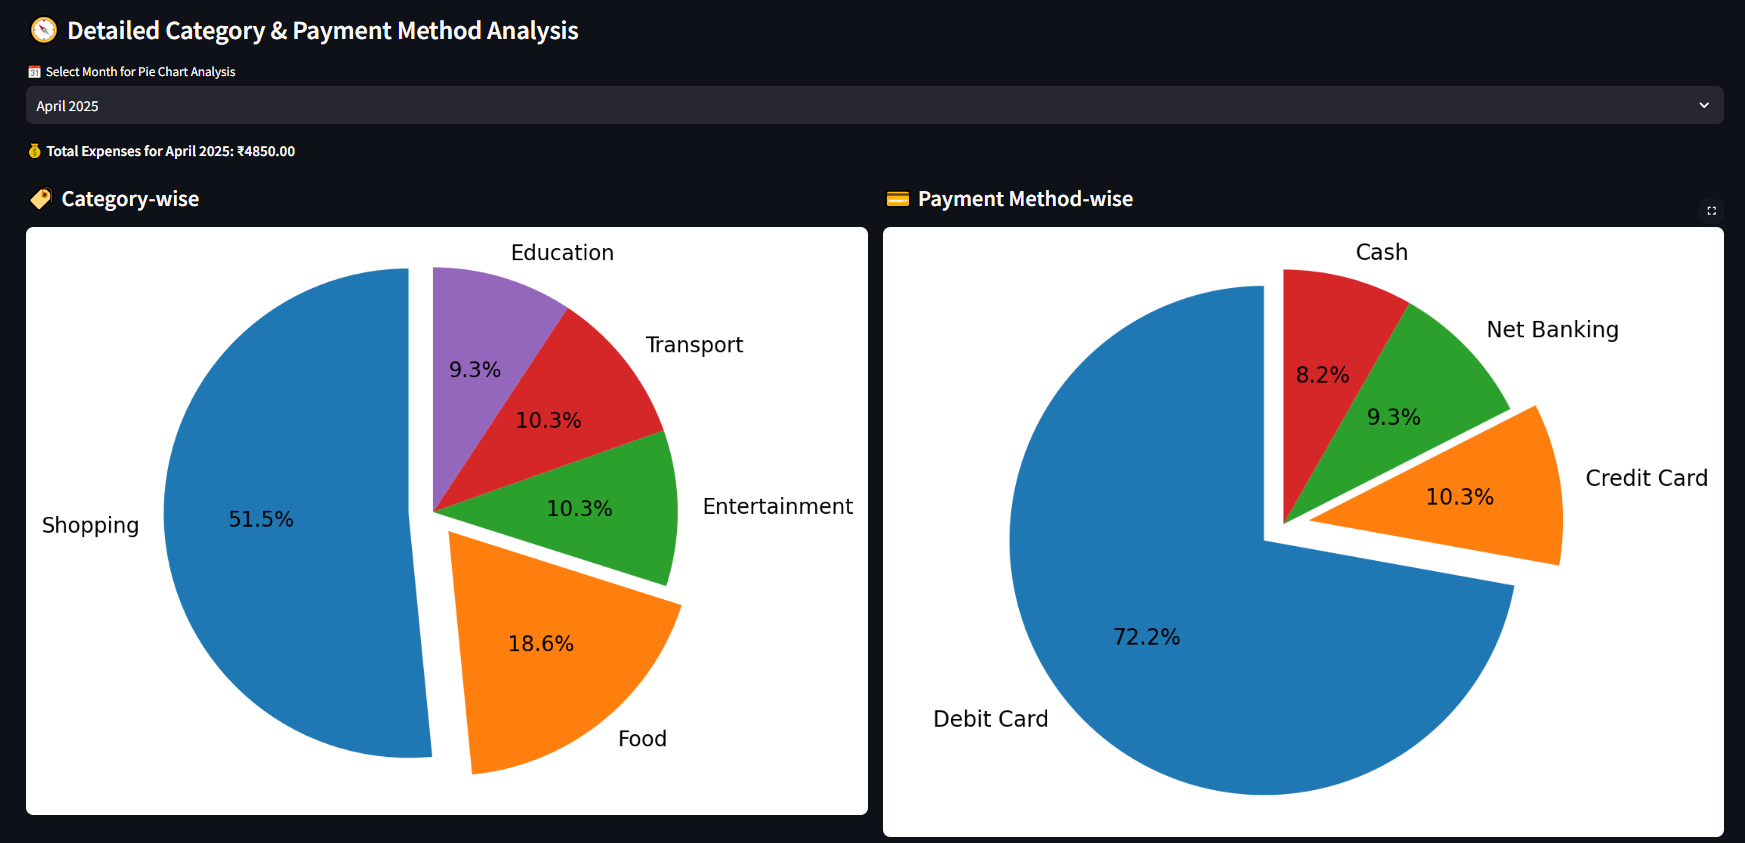 Detailed Category & Payment Method Analysis
Select Month for Pie Chart Analysis
April 2025
Total Expenses for April 2025: ₹4850.00
Category-wise
Education
Transport
9.3%
10.3%
Shopping
51.5%
10.3%
Entertainment
18.6%
Food
Payment Method-wise
Cash
Net Banking
8.2%
9.3%
Credit Card
10.3%
72.2%
Debit Card